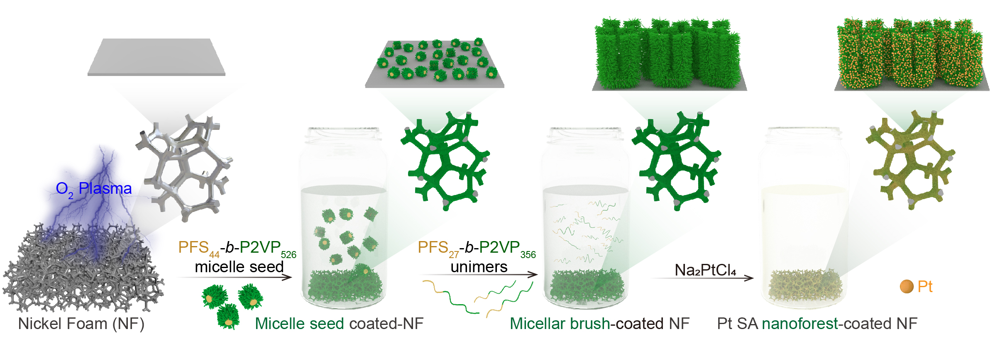 O₂ Plasma
Nickel Foam (NF)
PFS₄₄-b-P2VP₅₂₆
micelle seed
Micelle seed coated-NF
PFS₂₇-b-P2VP₃₅₆
unimers
Micellar brush-coated NF
Na₂PtCl₄
Pt
Pt SA nanoforest-coated NF